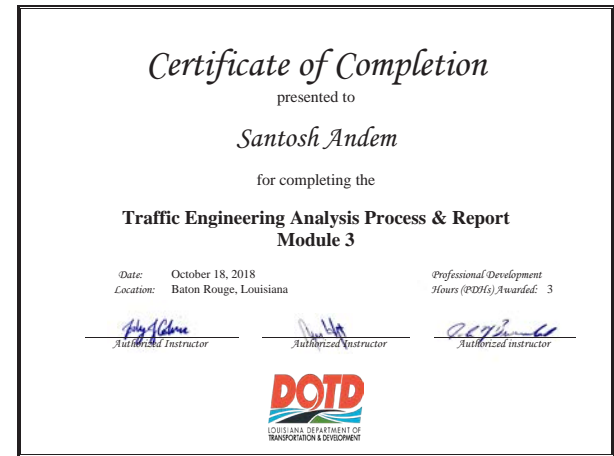 Certificate of Completion
presented to
Santosh Andem
for completing the
Traffic Engineering Analysis Process & Report
Module 3
Date: October 18, 2018
Location: Baton Rouge, Louisiana
Professional Development
Hours (PDHs) Awarded: 3
Authorized Instructor
Authorized Instructor
Authorized instructor
DOTD
LOUISIANA DEPARTMENT OF
TRANSPORTATION & DEVELOPMENT